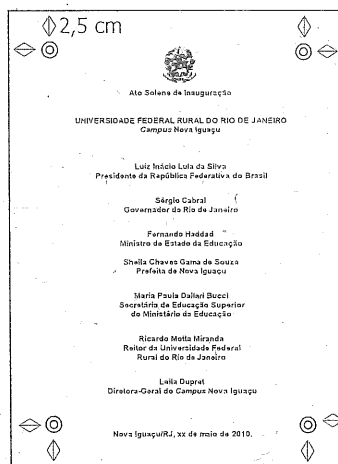 2,5 cm
Ato Solene de Inauguração
UNIVERSIDADE FEDERAL RURAL DO RIO DE JANEIRO
Campus Nova Iguaçu
Luiz Inácio Lula da Silva
Presidente da República Federativa do Brasil
Sérgio Cabral
Governador do Rio de Janeiro
Fernando Haddad
Ministro de Estado da Educação
Sheila Chaves Gama de Souza
Prefeita de Nova Iguaçu
Maria Paula Dallari Bucci
Secretária de Educação Superior
do Ministério da Educação
Ricardo Motta Miranda
Reitor da Universidade Federal
Rural do Rio de Janeiro
Leila Dupret
Diretora-Geral do Campus Nova Iguaçu
Nova Iguaçu/RJ, xx de maio de 2010.